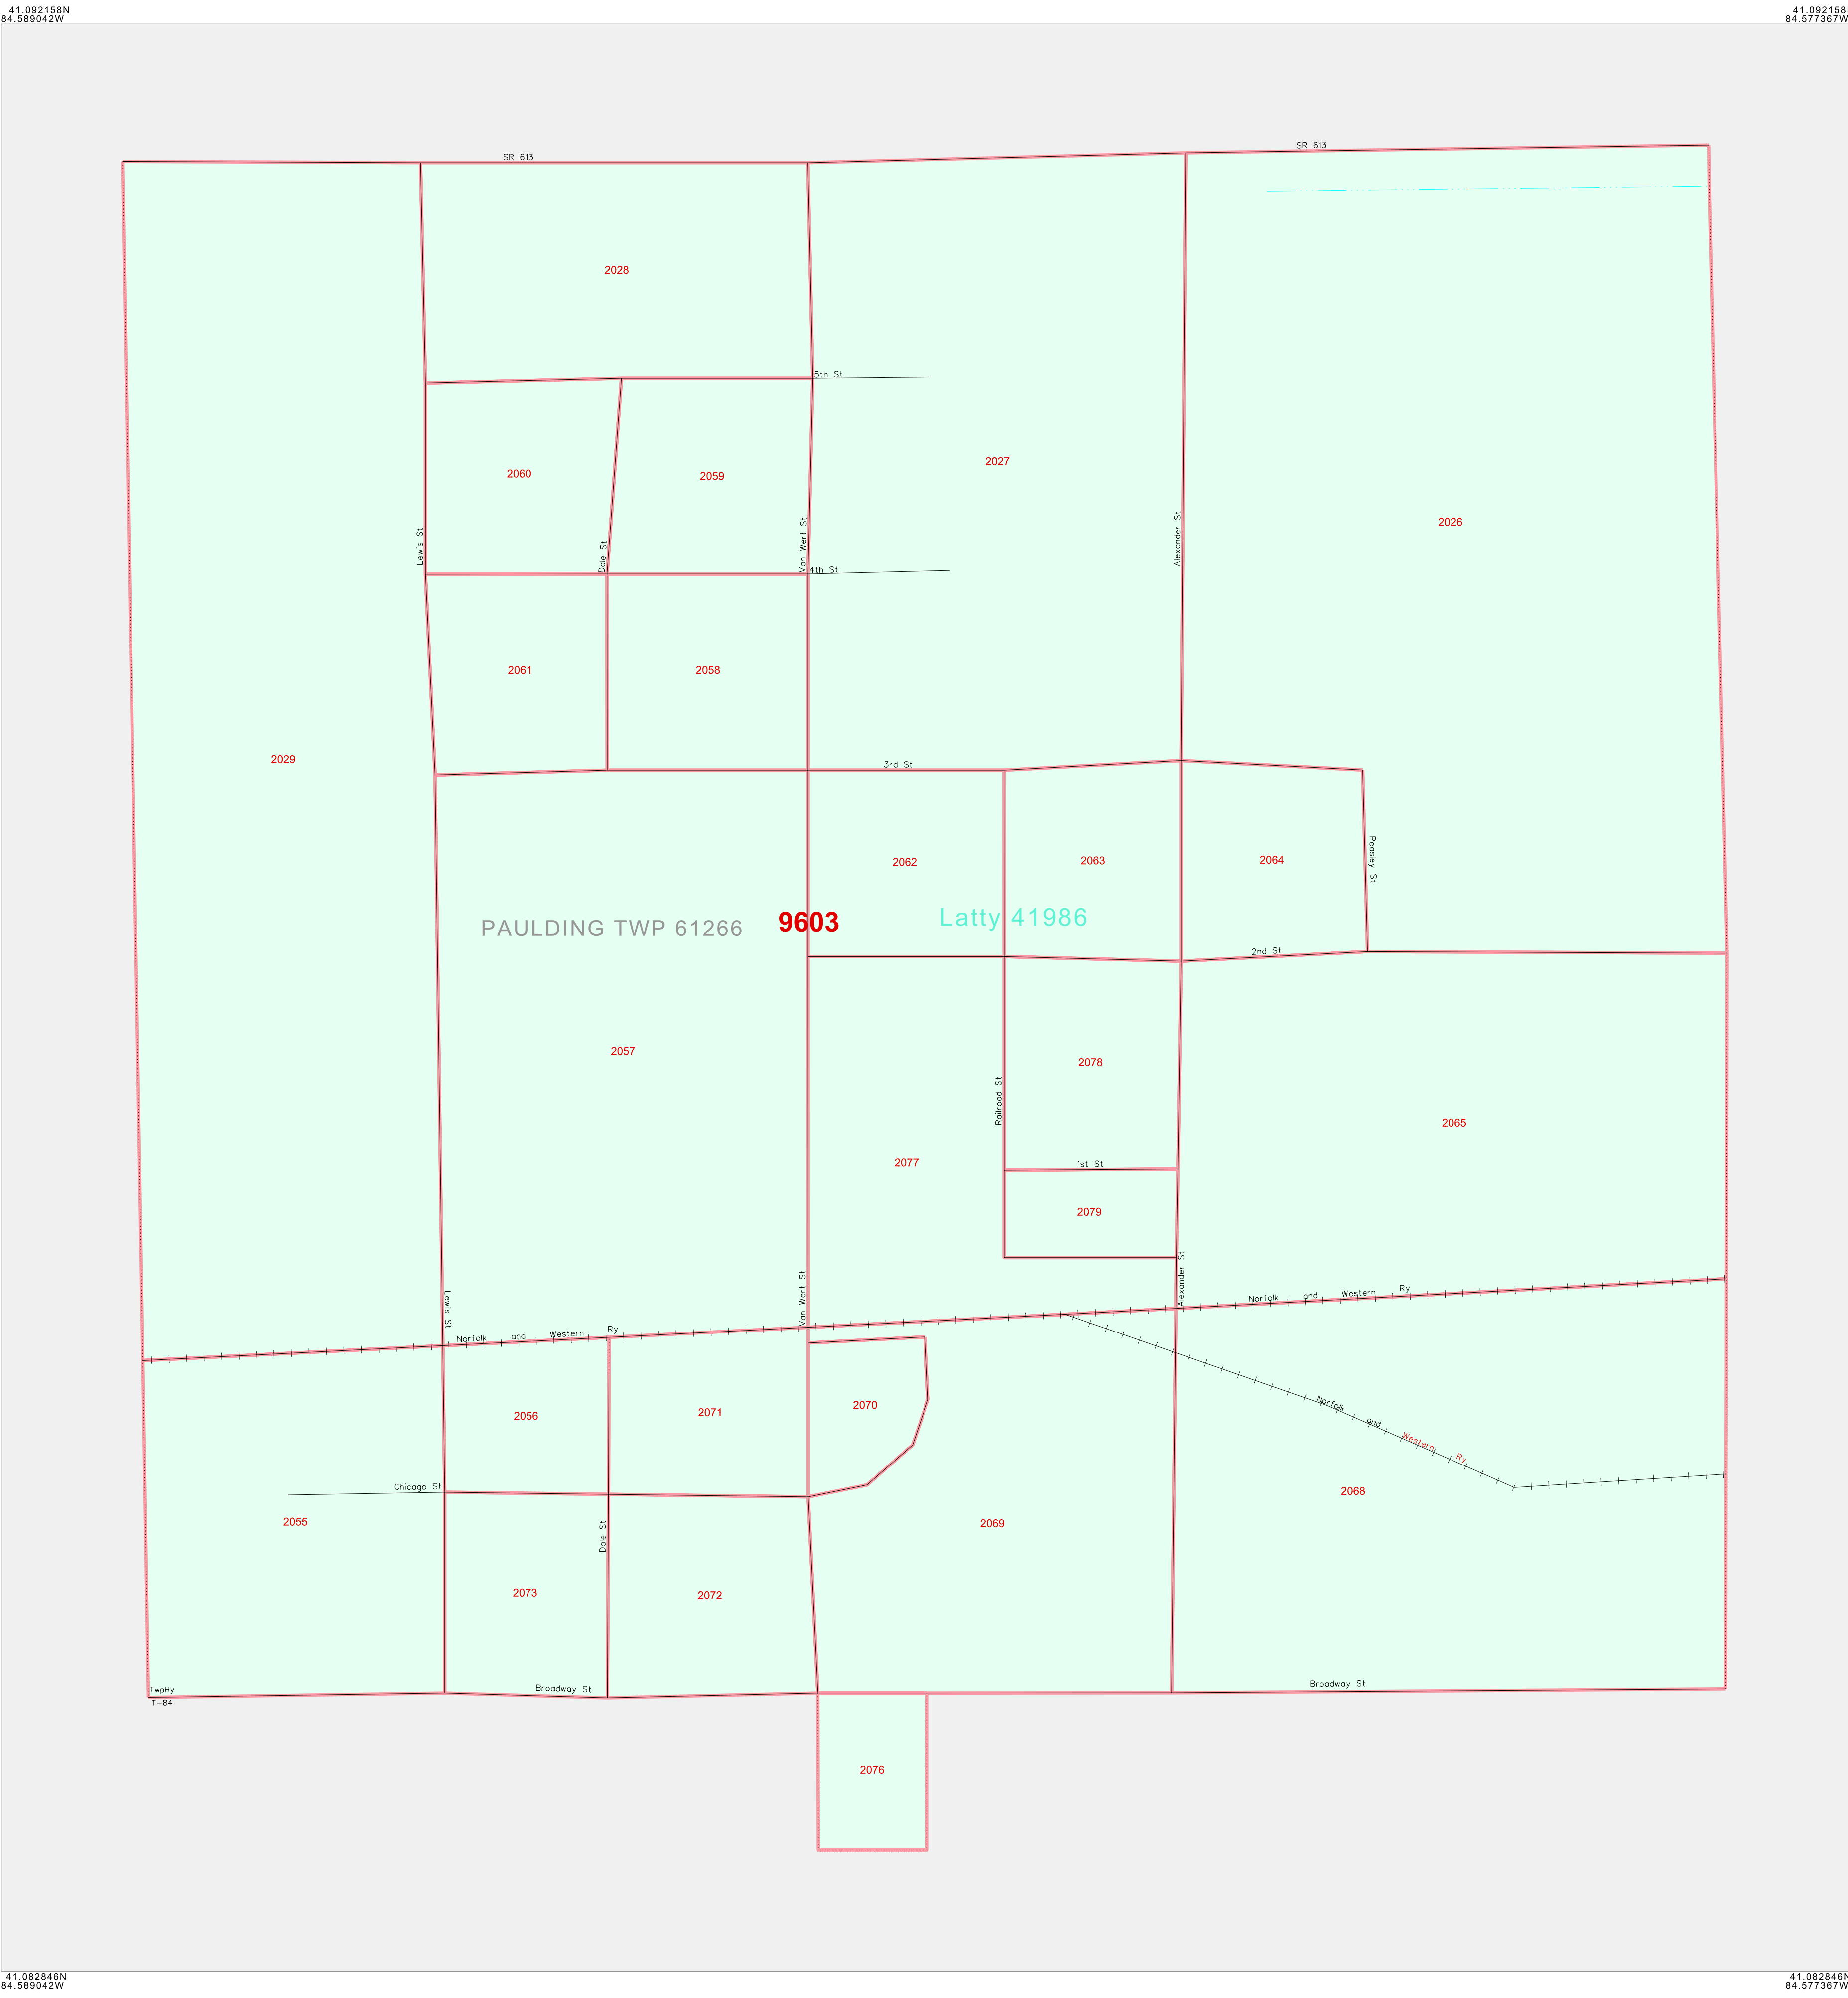 41.092158N
84.589042W
41.092158N
84.577367W
SR 613
SR 613
2028
5th St
2060
2059
2027
2026
Lewis St
Dale St
Van Wert St
Alexander St
4th St
2061
2058
2029
3rd St
2062
2063
2064
Peasley St
PAULDING TWP 61266
9603
Latty 41986
2nd St
2057
2078
Railroad St
2065
2077
1st St
2079
Lewis St
Van Wert St
Alexander St
Norfolk and Western Ry
Norfolk and Western Ry
2056
2071
2070
Norfolk and Western Ry
Chicago St
2055
Dale St
2069
2068
2073
2072
TwpHy
T-84
Broadway St
Broadway St
2076
41.082846N
84.589042W
41.082846N
84.577367W